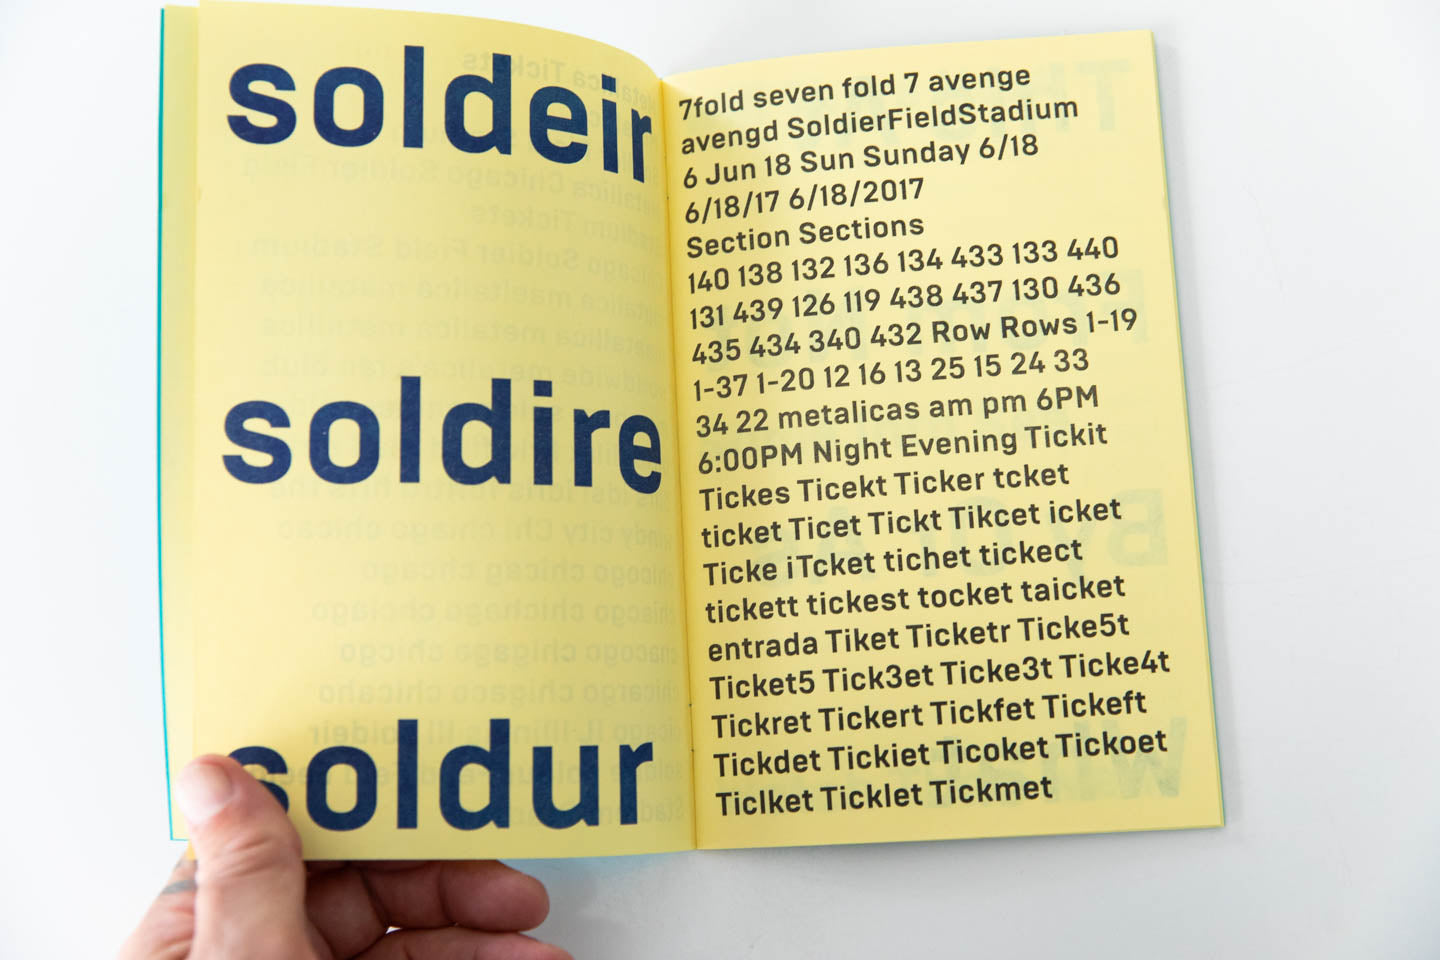 soldeir
soldire
soldur
7fold seven fold 7 avenge
avengd SoldierFieldStadium
6 Jun 18 Sun Sunday 6/18
6/18/17 6/18/2017
Section Sections
140 138 132 136 134 433 133 440
131 439 126 119 438 437 130 436
435 434 340 432 Row Rows 1-19
1-37 1-20 12 16 13 25 15 24 33
34 22 metalicas am pm 6PM
6:00PM Night Evening Tickit
Tickes Ticekt Ticker tcket
ticket Ticet Tickt Tikcet icket
Ticke iTcket tichet tickect
tickett tickest tocket taicket
entrada Tiket Ticketr Ticke5t
Ticket5 Tick3et Ticke3t Ticke4t
Tickret Tickert Tickfet Tickeft
Tickdet Tickiet Ticoket Tickoet
Ticlket Ticklet Tickmet